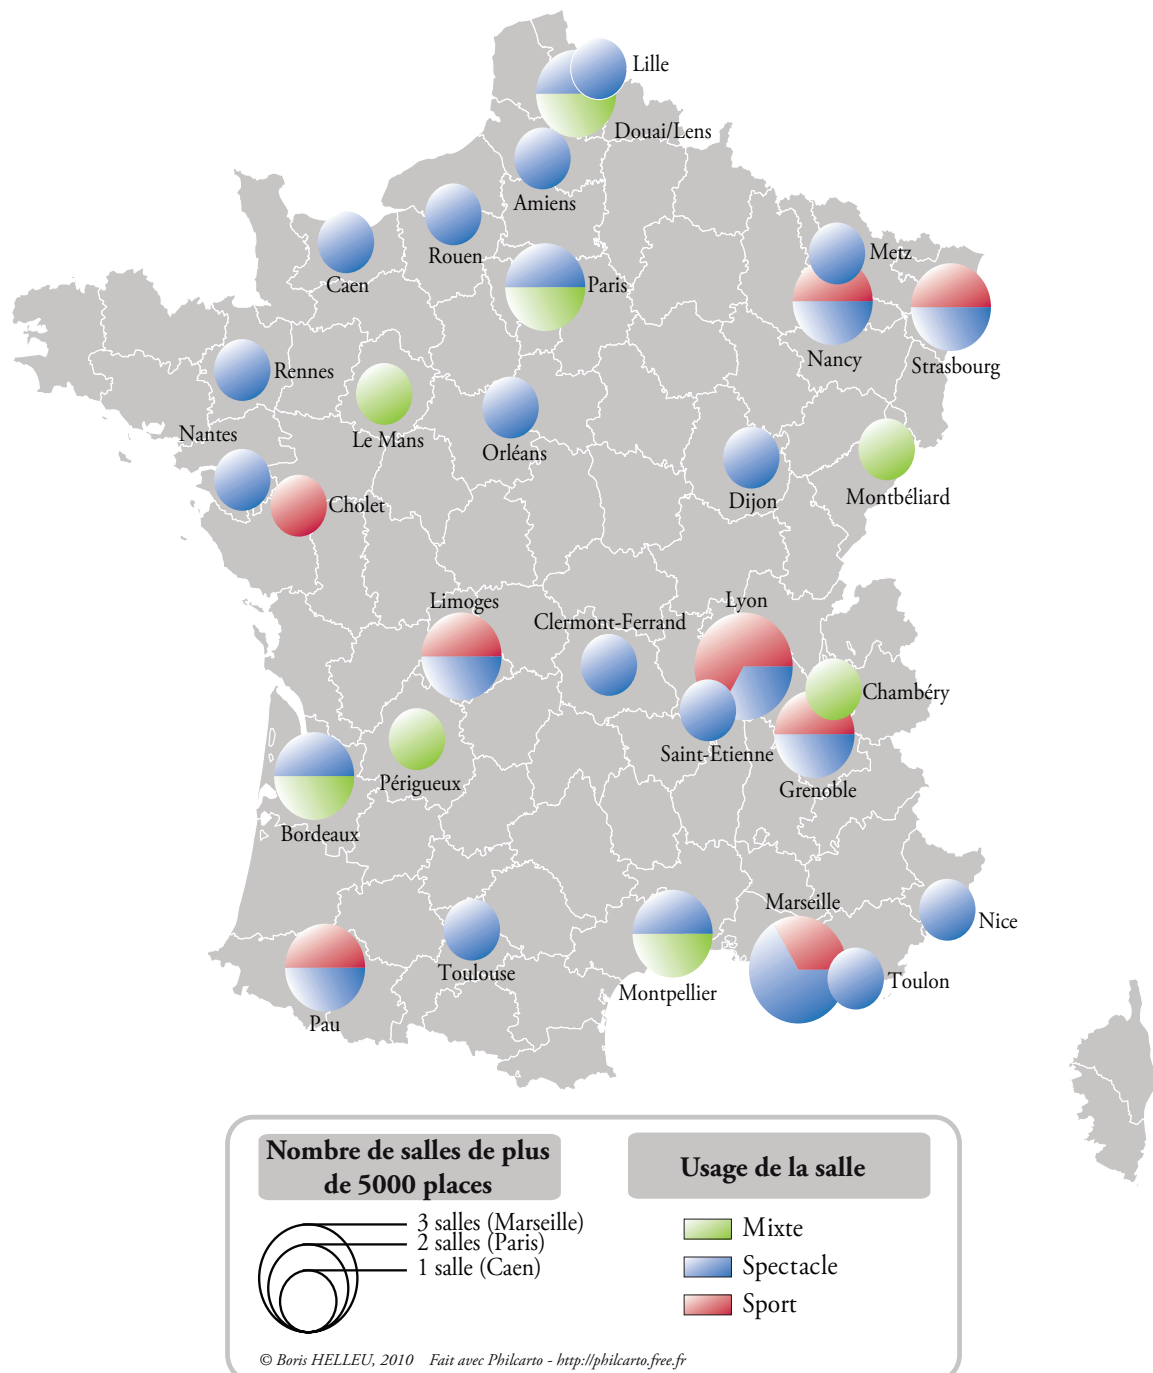 Lille
Douai/Lens
Amiens
Rouen
Caen
Paris
Metz
Nancy
Strasbourg
Rennes
Le Mans
Orléans
Nantes
Cholet
Dijon
Montbéliard
Limoges
Clermont-Ferrand
Lyon
Chambéry
Saint-Etienne
Grenoble
Périgueux
Bordeaux
Marseille
Nice
Toulouse
Montpellier
Toulon
Pau
Nombre de salles de plus
de 5000 places
3 salles (Marseille)
2 salles (Paris)
1 salle (Caen)
Usage de la salle
Mixte
Spectacle
Sport
© Boris HELLEU, 2010 Fait avec Philcarto - http://philcarto.free.fr